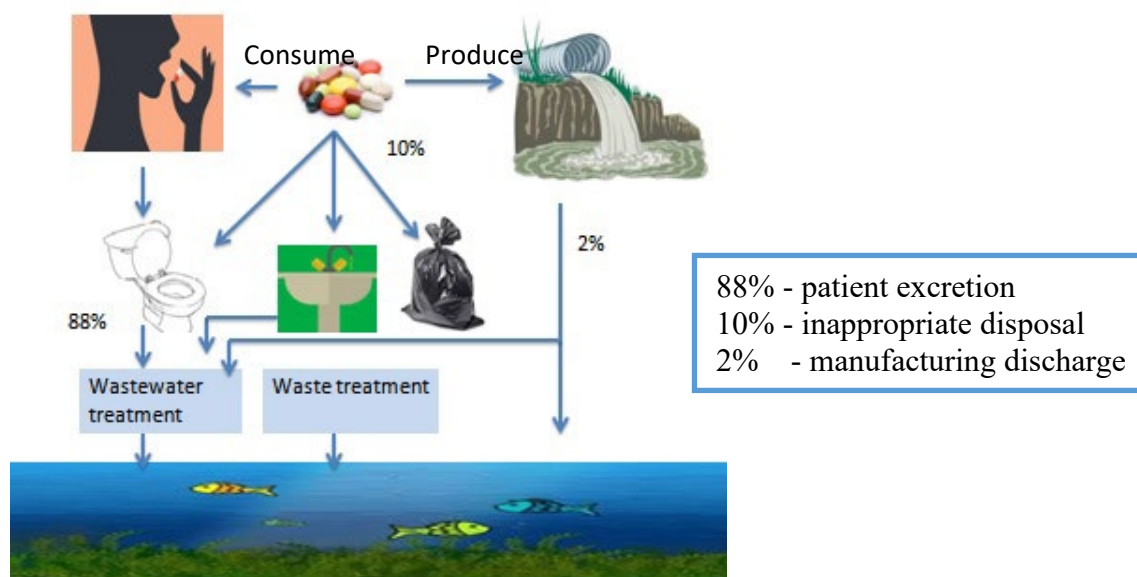 Consume
Produce
10%
2%
88%
Wastewater
treatment
Waste treatment
88% - patient excretion
10% - inappropriate disposal
2% - manufacturing discharge